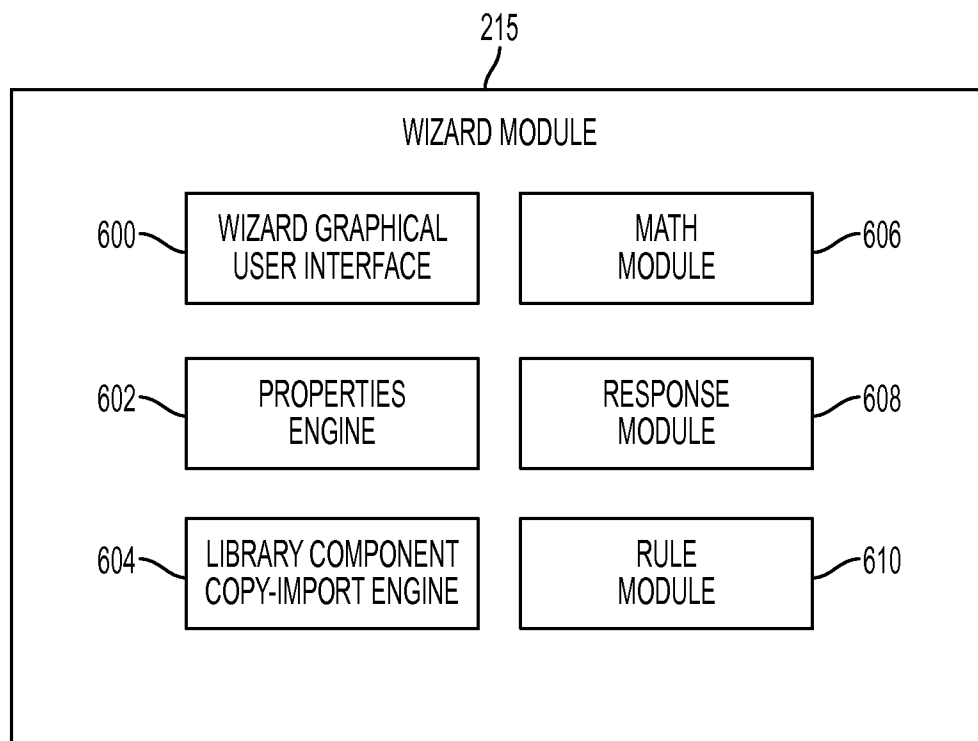 215
WIZARD MODULE
600
WIZARD GRAPHICAL
USER INTERFACE
MATH
MODULE
606
602
PROPERTIES
ENGINE
RESPONSE
MODULE
608
604
LIBRARY COMPONENT
COPY-IMPORT ENGINE
RULE
MODULE
610